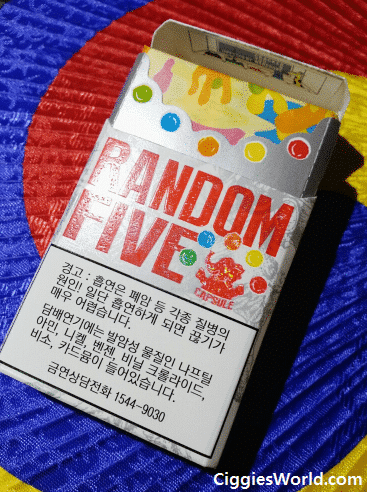 RANDOM
FIVE
CAPSULE
경고 : 흡연은 폐암 등 각종 질병의
원인! 일단 흡연하게 되면 끊기가
매우 어렵습니다.
담배연기에는 발암성 물질인 나프틸
아민, 니켈, 벤젠, 비닐 크롤라이드,
비소, 카드뮴이 들어있습니다.
금연상담전화 1544-9030
CiggiesWorld.com